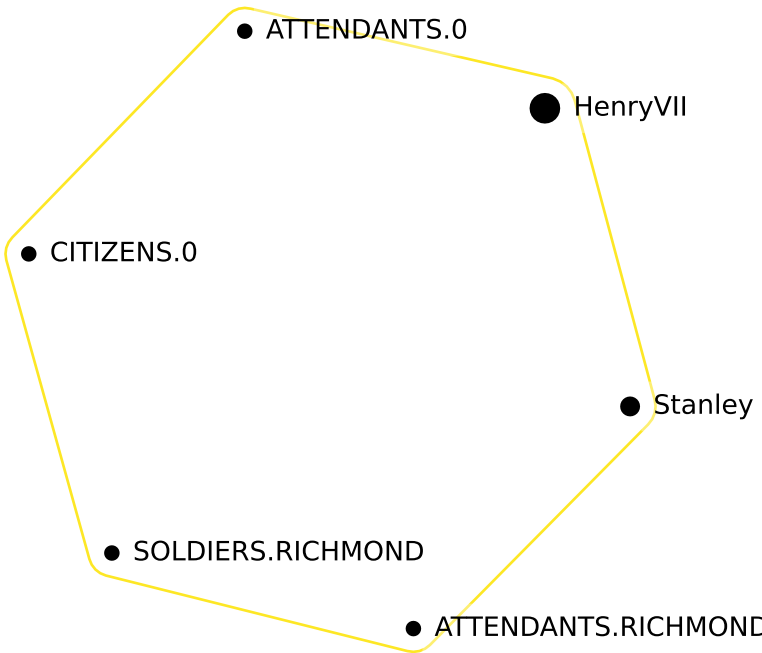 ATTENDANTS.0
HenryVII
CITIZENS.0
Stanley
SOLDIERS.RICHMOND
ATTENDANTS.RICHMOND